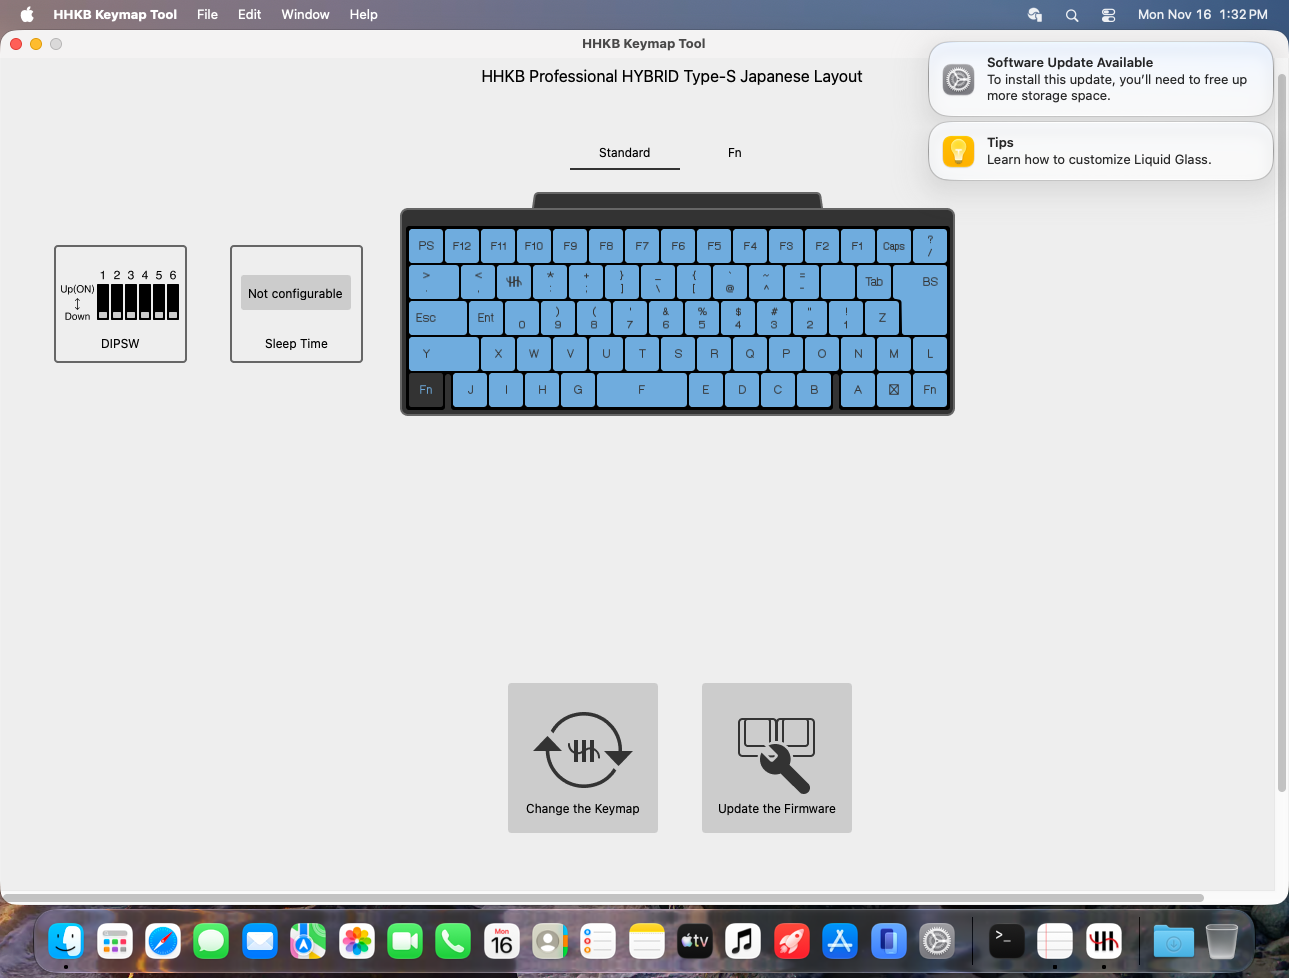 HHKB Keymap Tool File Edit Window Help Mon Nov 16 1:32 PM
HHKB Keymap Tool
HHKB Professional HYBRID Type-S Japanese Layout
Software Update Available
To install this update, you'll need to free up
more storage space.
Tips
Learn how to customize Liquid Glass.
Standard Fn
1 2 3 4 5 6
Up(ON)
↕
Down
DIPSW
Not configurable
Sleep Time
PS F12 F11 F10 F9 F8 F7 F6 F5 F4 F3 F2 F1 Caps ? /
> . < , * : + ; } ] _ \ { [ ` @ ~ ^ = - Tab BS
Esc Ent 0 ) 9 ( 8 ' 7 & 6 % 5 $ 4 # 3 " 2 ! 1 Z
Y X W V U T S R Q P O N M L
Fn J I H G F E D C B A Fn
Change the Keymap
Update the Firmware
Mon
16
tv
>_